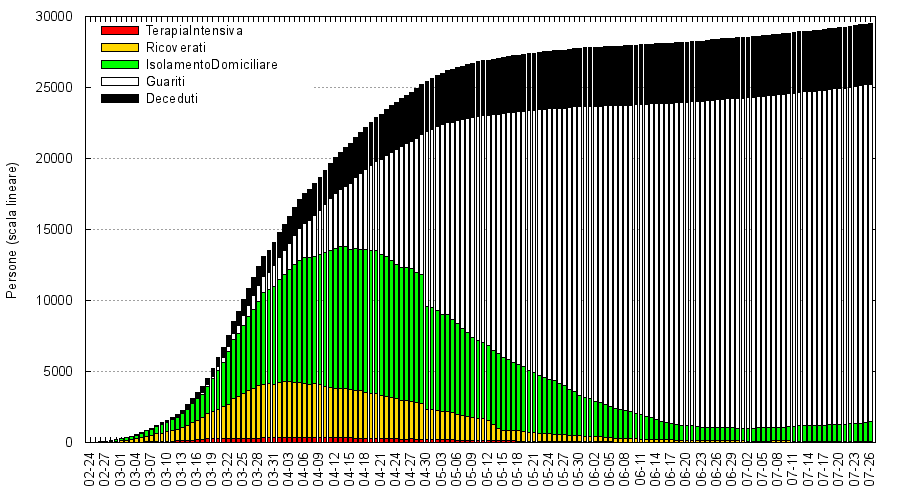 30000
TerapiaIntensiva
Ricoverati
IsolamentoDomiciliare
25000
Guariti
Deceduti
20000
15000
10000
5000
0
Persone (scala lineare)
02-24 02-27 03-01 03-04 03-07 03-10 03-13 03-16 03-19 03-22 03-25 03-28 03-31 04-03 04-06 04-09 04-12 04-15 04-18 04-21 04-24 04-27 04-30 05-03 05-06 05-09 05-12 05-15 05-18 05-21 05-24 05-27 05-30 06-02 06-05 06-08 06-11 06-14 06-17 06-20 06-23 06-26 06-29 07-02 07-05 07-08 07-11 07-14 07-17 07-20 07-23 07-26